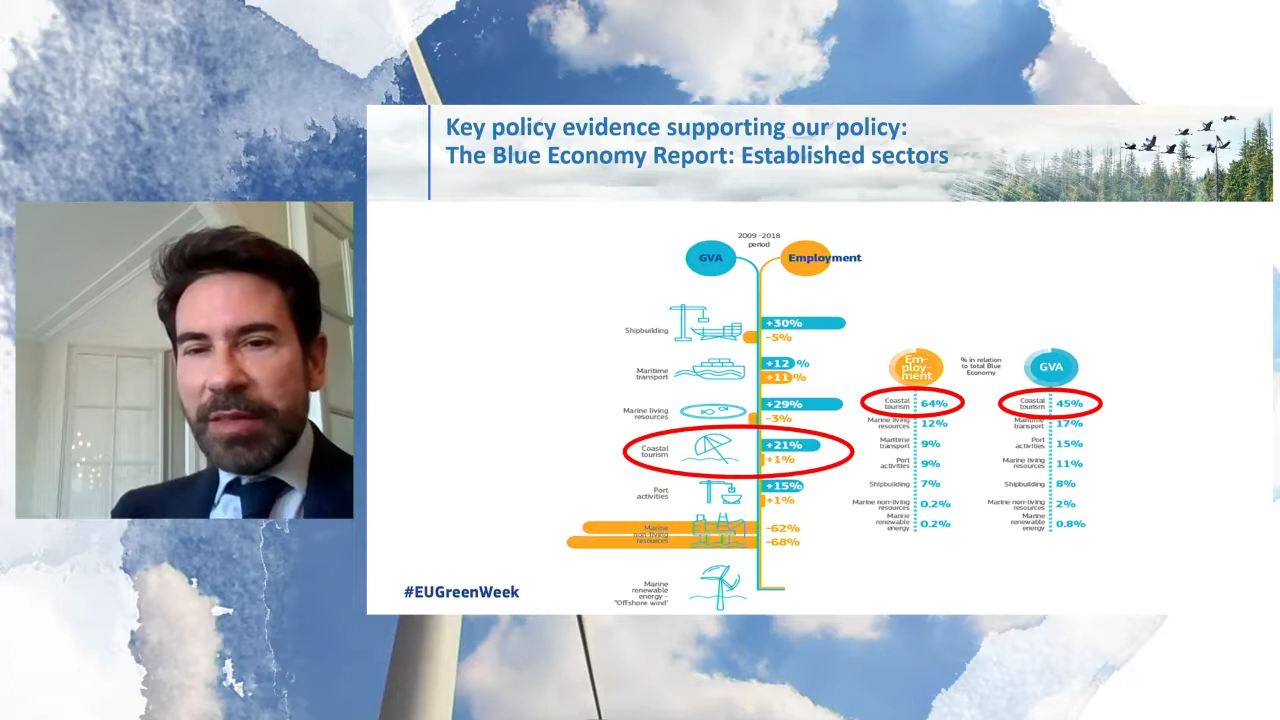 Key policy evidence supporting our policy:
The Blue Economy Report: Established sectors
2009 -2018
period
GVA
Employment
Shipbuilding
+30%
-5%
Maritime
transport
+12 %
+11%
Marine living
resources
+29%
-3%
Coastal
tourism
+21%
+1%
Port
activities
+15%
+1%
Marine
non-living
resources
-62%
-68%
Marine
renewable
energy -
"Offshore wind'
Em-
ploy-
ment
% in relation
to total Blue
Economy
GVA
Coastal
tourism
64%
Marine living
resources
12%
Maritime
transport
9%
Port
activities
9%
Shipbuilding
7%
Marine non-living
resources
0.2%
Marine
renewable
energy
0.2%
Coastal
tourism
45%
Maritime
transport
17%
Port
activities
15%
Marine living
resources
11%
Shipbuilding
8%
Marine non-living
resources
2%
Marine
renewable
energy
0.8%
#EUGreenWeek